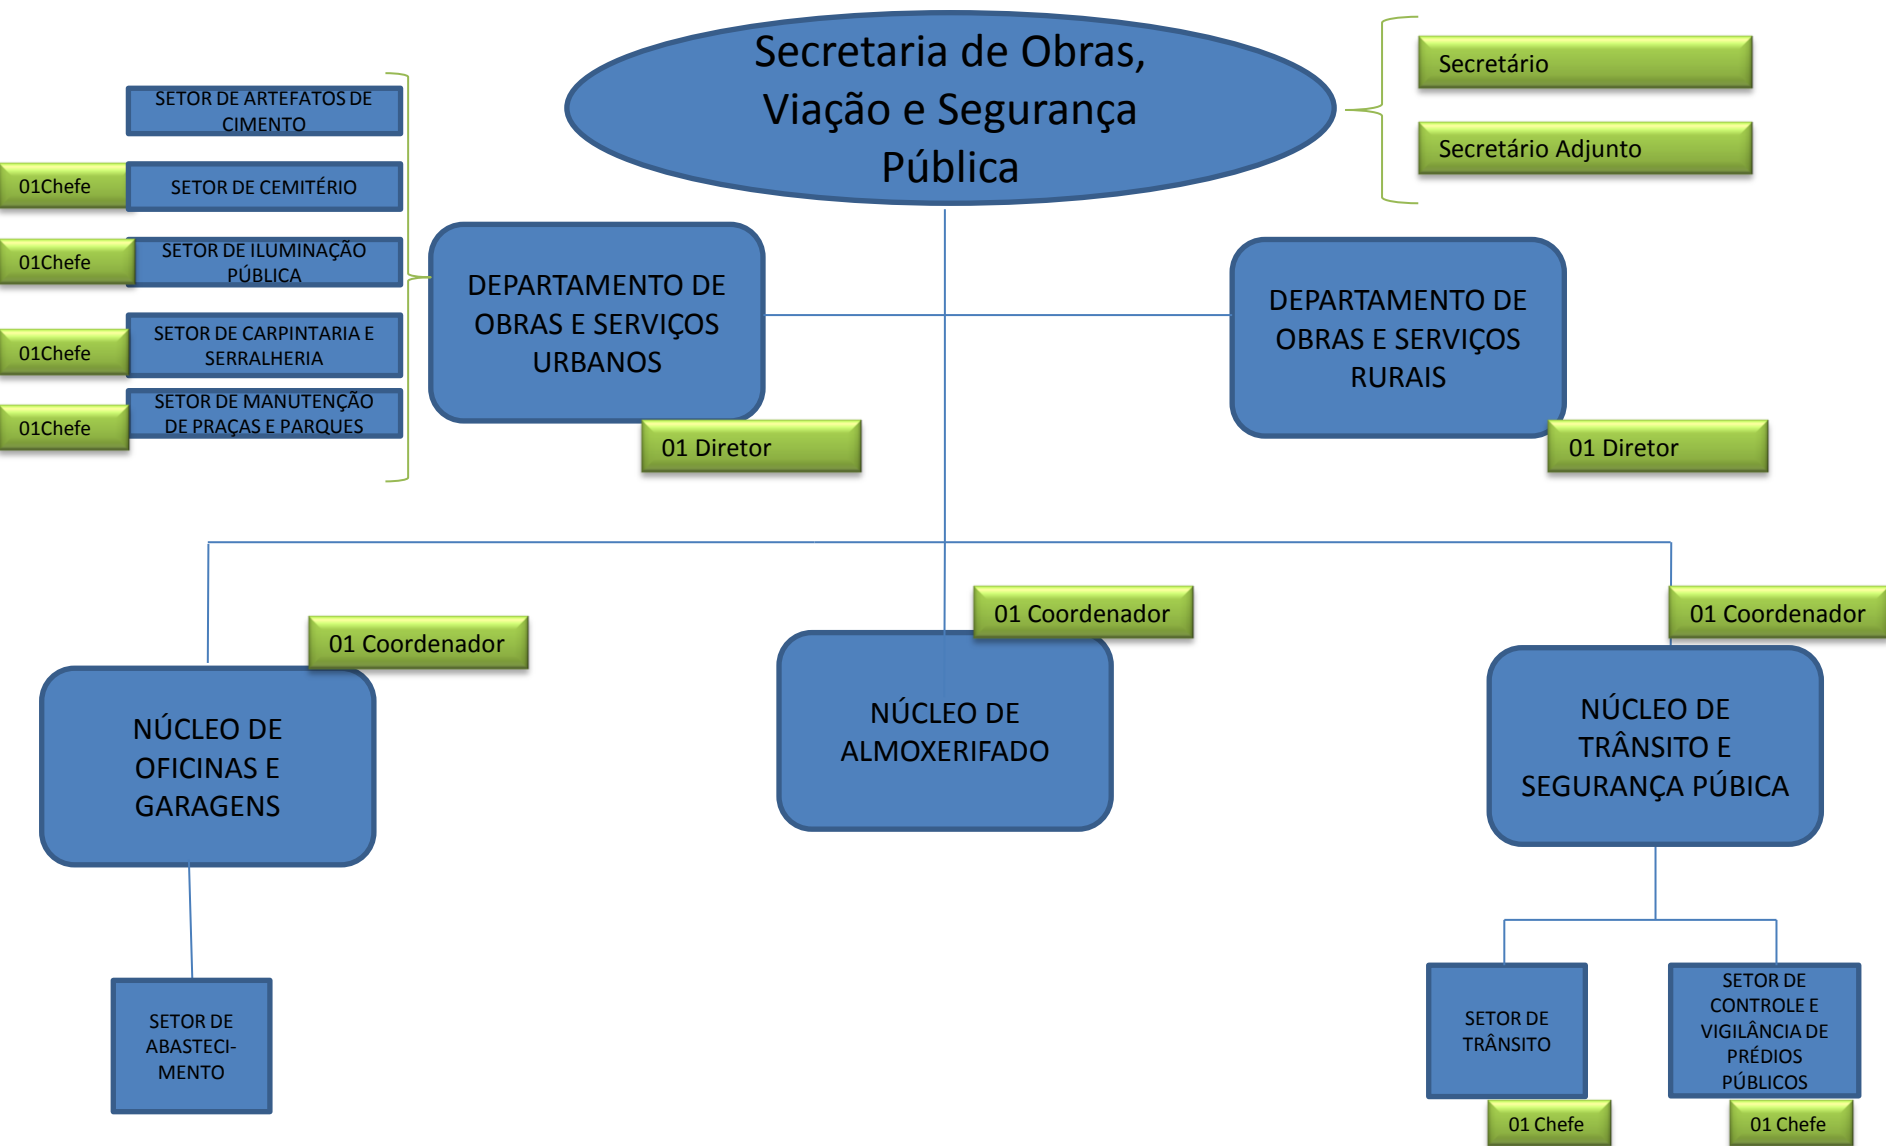 Secretaria de Obras,
Viação e Segurança
Pública
Secretário
Secretário Adjunto
SETOR DE ARTEFATOS DE
CIMENTO
01Chefe
SETOR DE CEMITÉRIO
01Chefe
SETOR DE ILUMINAÇÃO
PÚBLICA
01Chefe
SETOR DE CARPINTARIA E
SERRALHERIA
01Chefe
SETOR DE MANUTENÇÃO
DE PRAÇAS E PARQUES
DEPARTAMENTO DE
OBRAS E SERVIÇOS
URBANOS
01 Diretor
DEPARTAMENTO DE
OBRAS E SERVIÇOS
RURAIS
01 Diretor
01 Coordenador
NÚCLEO DE
OFICINAS E
GARAGENS
01 Coordenador
NÚCLEO DE
ALMOXERIFADO
01 Coordenador
NÚCLEO DE
TRÂNSITO E
SEGURANÇA PÚBICA
SETOR DE
ABASTECI-
MENTO
SETOR DE
TRÂNSITO
01 Chefe
SETOR DE
CONTROLE E
VIGILÂNCIA DE
PRÉDIOS
PÚBLICOS
01 Chefe